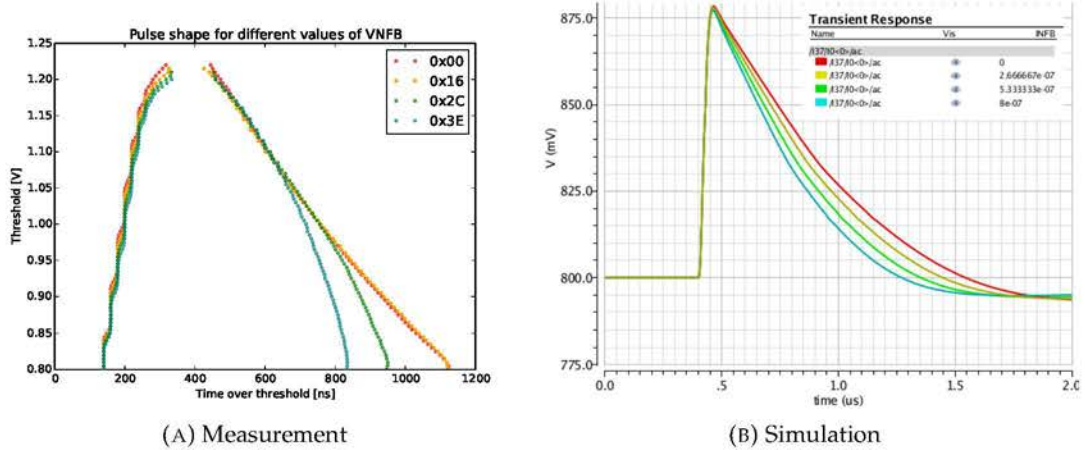 Pulse shape for different values of VNFB
1.25
1.20
1.15
1.10
1.05
1.00
0.95
0.90
0.85
0.80
Threshold [V]
0x00
0x16
0x2C
0x3E
0 200 400 600 800 1000 1200
Time over threshold [ns]
(A) Measurement
875.0
850.0
825.0
800.0
775.0
V (mV)
Transient Response
Name Vis INFB
/I37/I0<0>/ac
/I37/I0<0>/ac 0
/I37/I0<0>/ac 2.666667e-07
/I37/I0<0>/ac 5.333333e-07
/I37/I0<0>/ac 8e-07
0.0 .5 1.0 1.5 2.0
time (us)
(B) Simulation